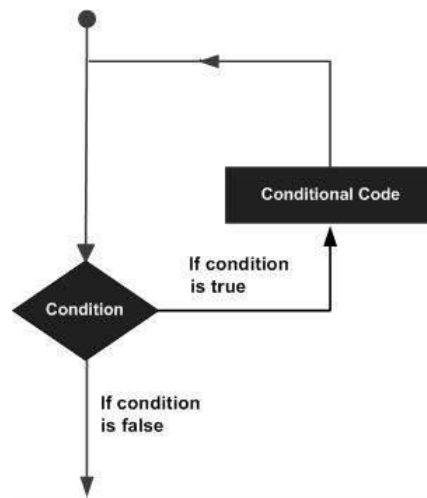 Conditional Code
If condition
is true
Condition
If condition
is false